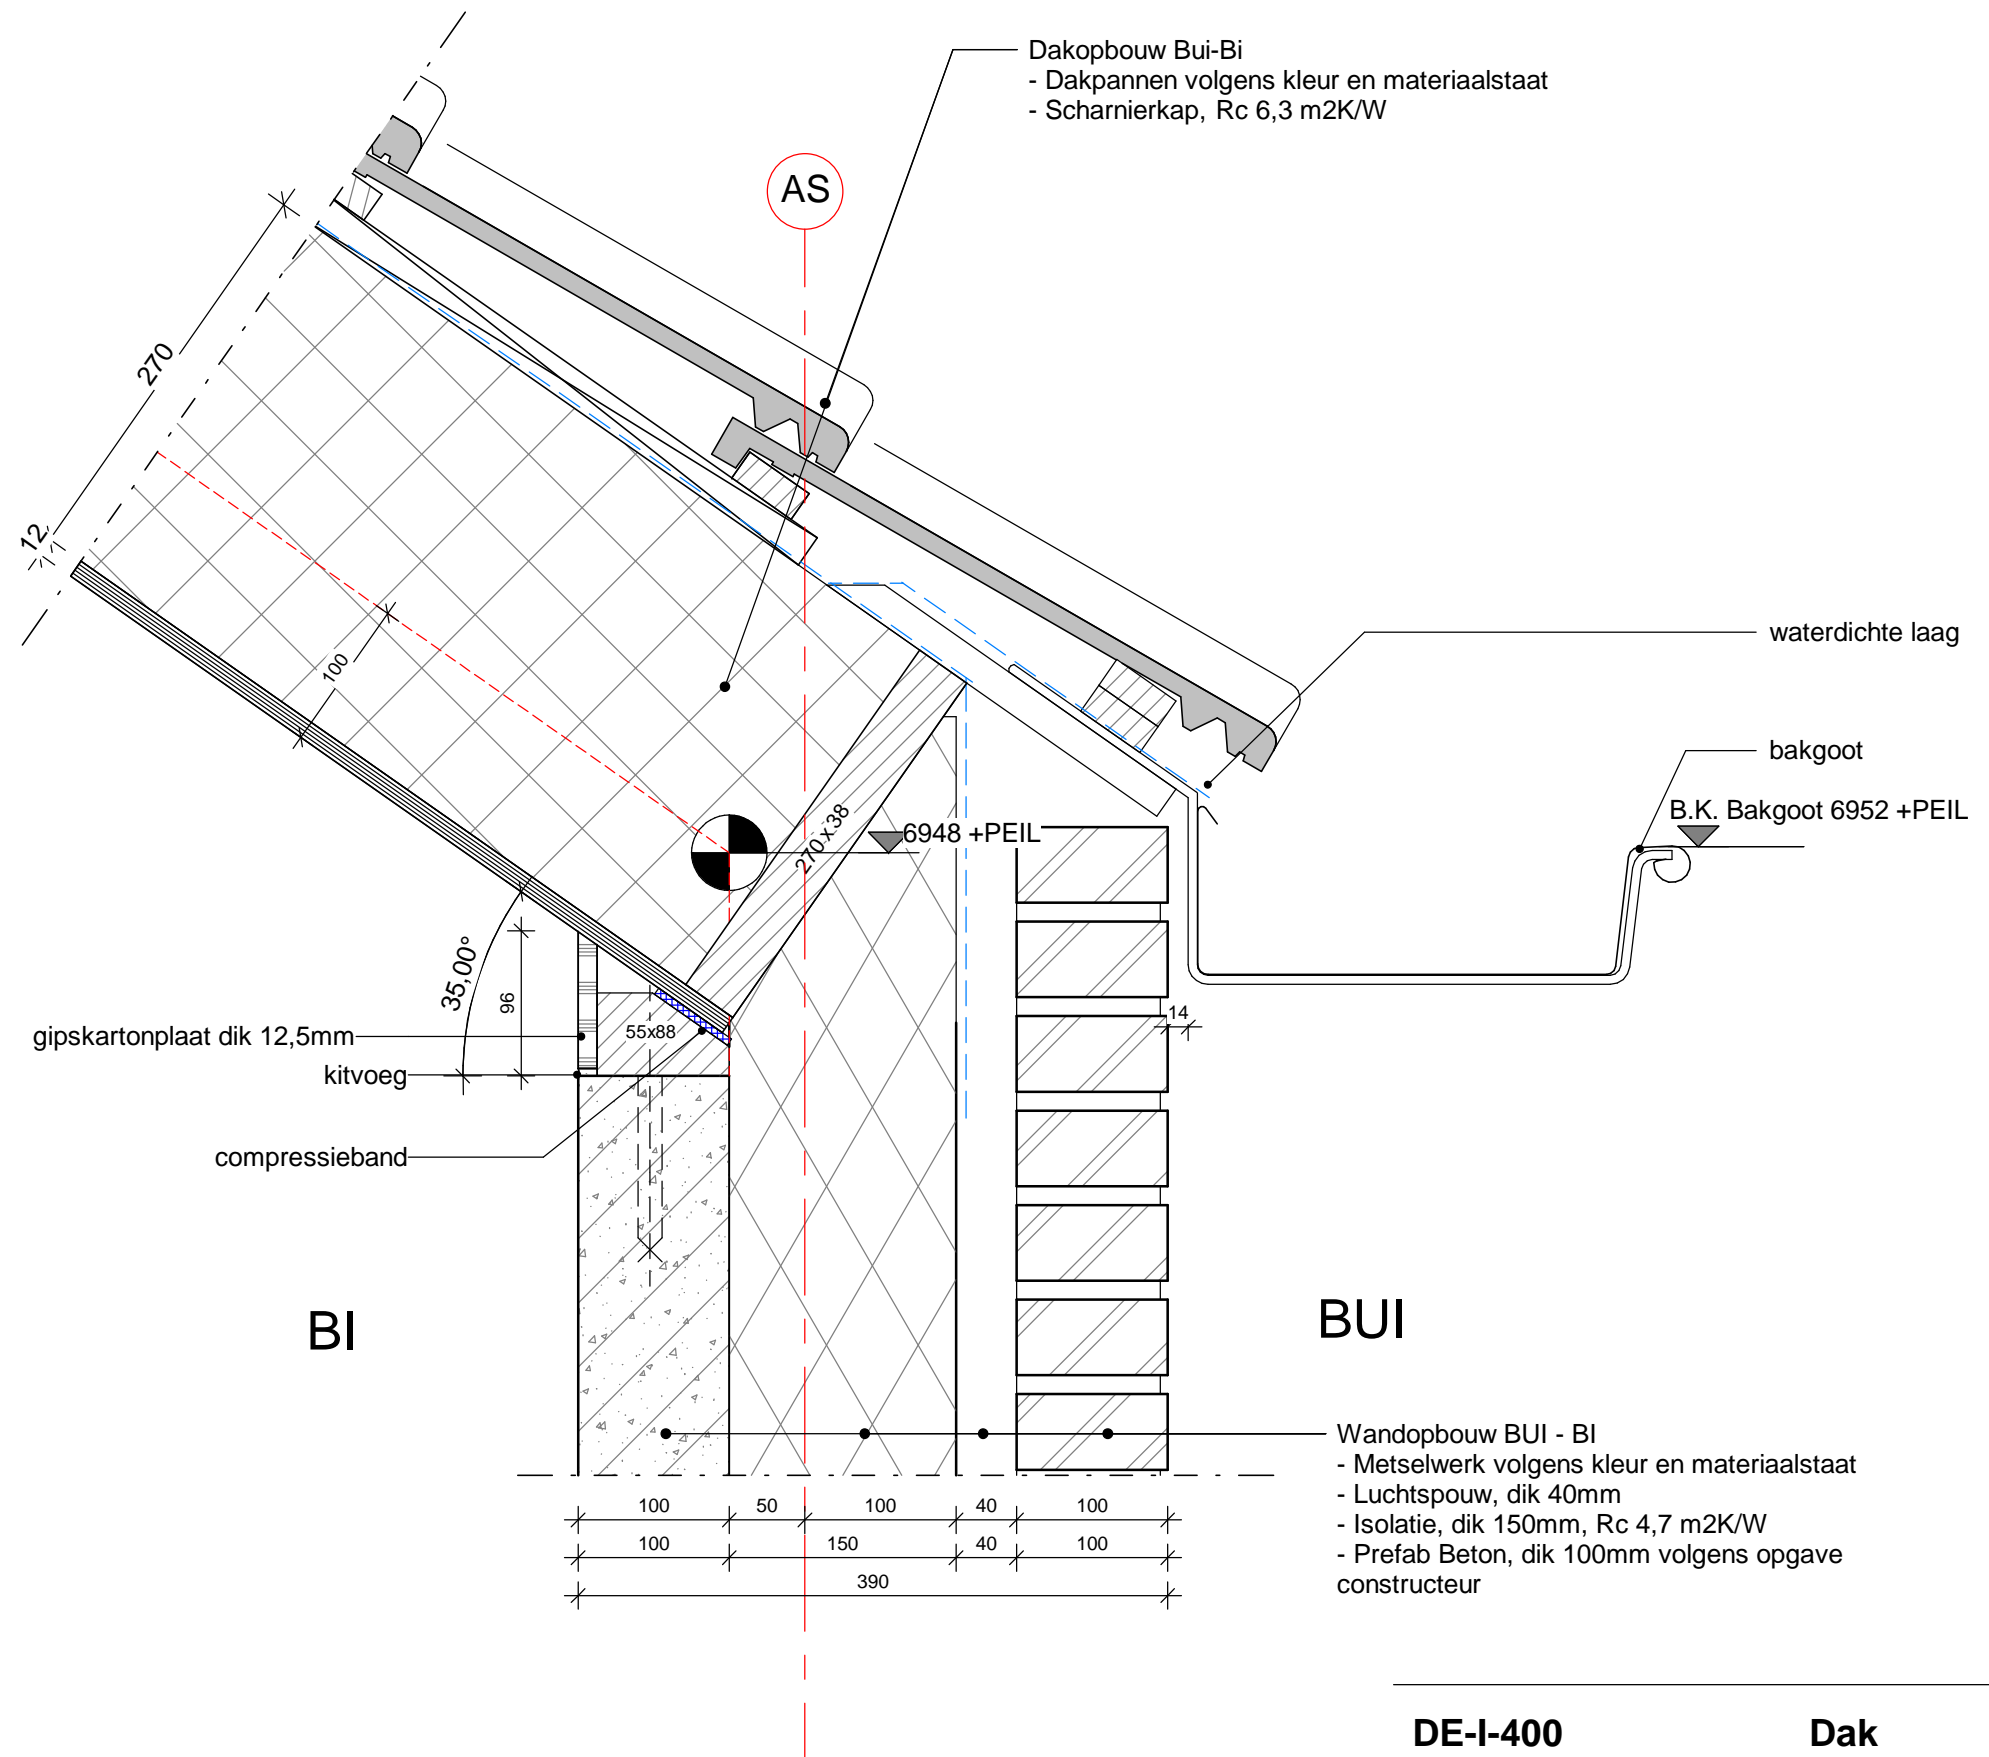 Dakopbouw Bui-Bi
- Dakpannen volgens kleur en materiaalstaat
- Scharnierkap, Rc 6,3 m2K/W
AS
270
12
100
waterdichte laag
bakgoot
B.K. Bakgoot 6952 +PEIL
6948 +PEIL
270x38
35,00°
96
14
gipskartonplaat dik 12,5mm
55x88
kitvoeg
compressieband
BI
BUI
Wandopbouw BUI - BI
- Metselwerk volgens kleur en materiaalstaat
- Luchtspouw, dik 40mm
- Isolatie, dik 150mm, Rc 4,7 m2K/W
- Prefab Beton, dik 100mm volgens opgave
constructeur
100 50 100 40 100
100 150 40 100
390
DE-I-400 Dak